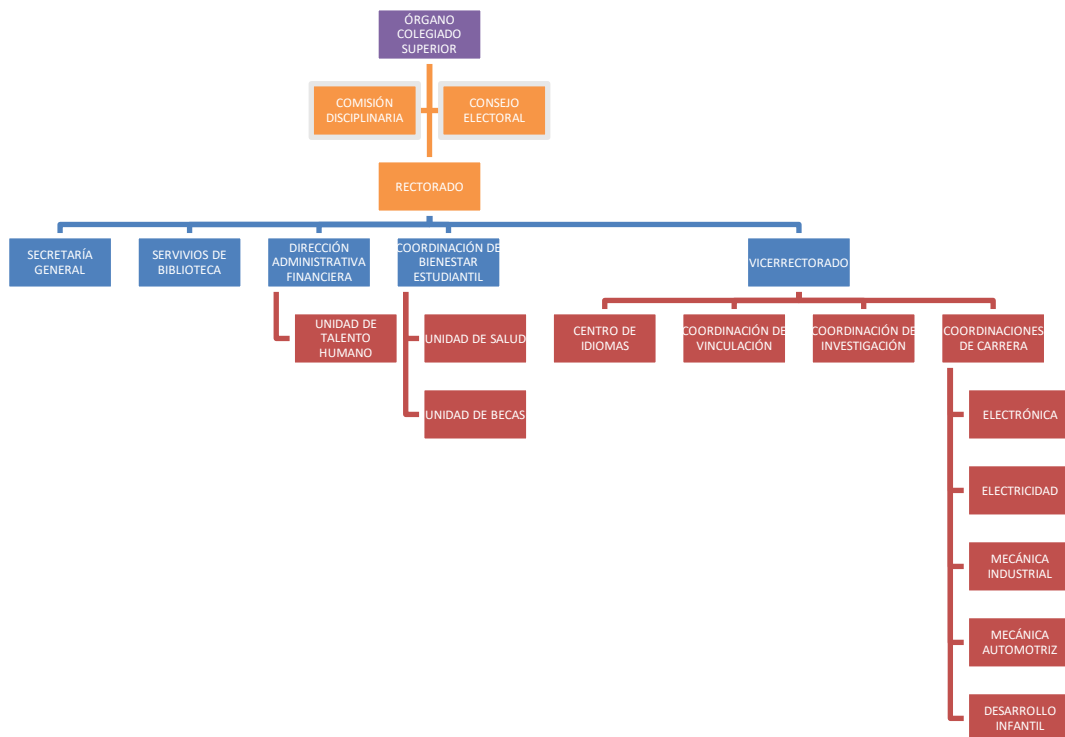 ÓRGANO
COLEGIADO
SUPERIOR
COMISIÓN
DISCIPLINARIA
CONSEJO
ELECTORAL
RECTORADO
SECRETARÍA
GENERAL
SERVIVIOS DE
BIBLIOTECA
DIRECCIÓN
ADMINISTRATIVA
FINANCIERA
COORDINACIÓN DE
BIENESTAR
ESTUDIANTIL
VICERRECTORADO
UNIDAD DE
TALENTO
HUMANO
UNIDAD DE SALUD
UNIDAD DE BECAS
CENTRO DE
IDIOMAS
COORDINACIÓN DE
VINCULACIÓN
COORDINACIÓN DE
INVESTIGACIÓN
COORDINACIONES
DE CARRERA
ELECTRÓNICA
ELECTRICIDAD
MECÁNICA
INDUSTRIAL
MECÁNICA
AUTOMOTRIZ
DESARROLLO
INFANTIL